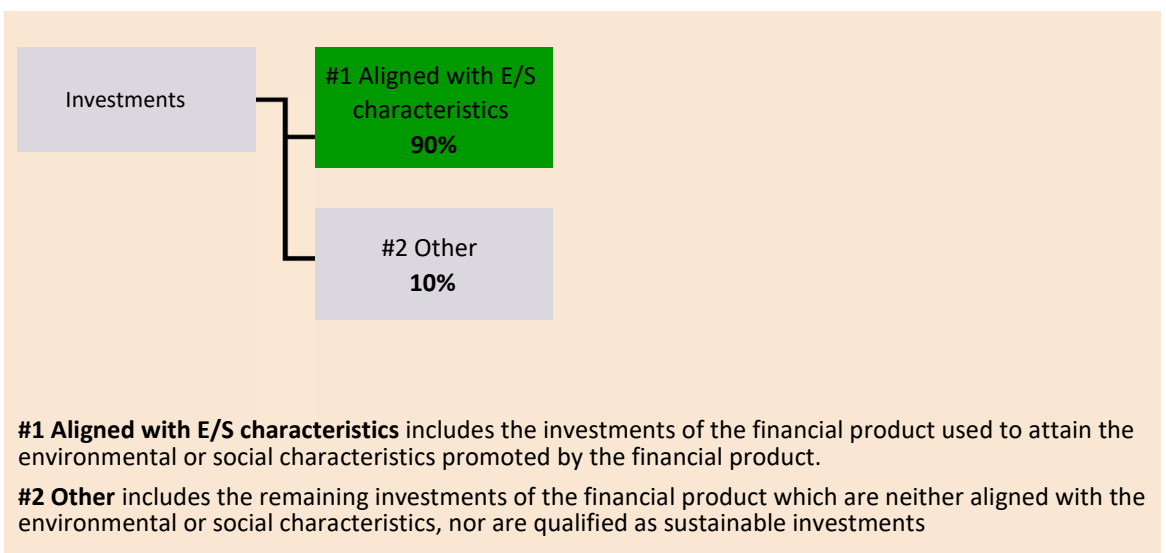 Investments
#1 Aligned with E/S
characteristics
90%
#2 Other
10%
#1 Aligned with E/S characteristics includes the investments of the financial product used to attain the
environmental or social characteristics promoted by the financial product.
#2 Other includes the remaining investments of the financial product which are neither aligned with the
environmental or social characteristics, nor are qualified as sustainable investments